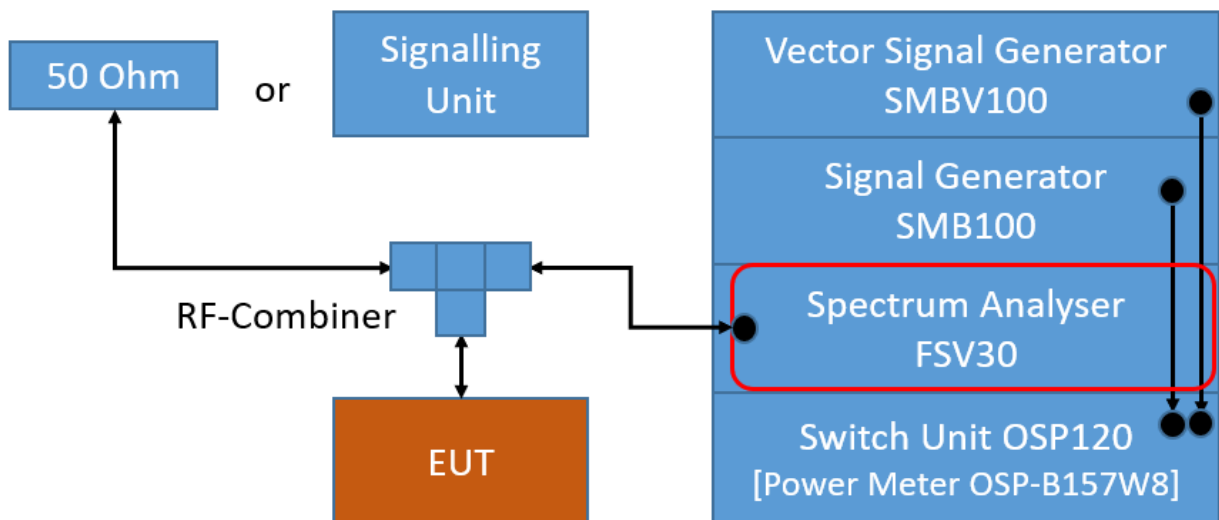 50 Ohm
or
Signalling
Unit
Vector Signal Generator
SMBV100
Signal Generator
SMB100
RF-Combiner
Spectrum Analyser
FSV30
EUT
Switch Unit OSP120
[Power Meter OSP-B157W8]